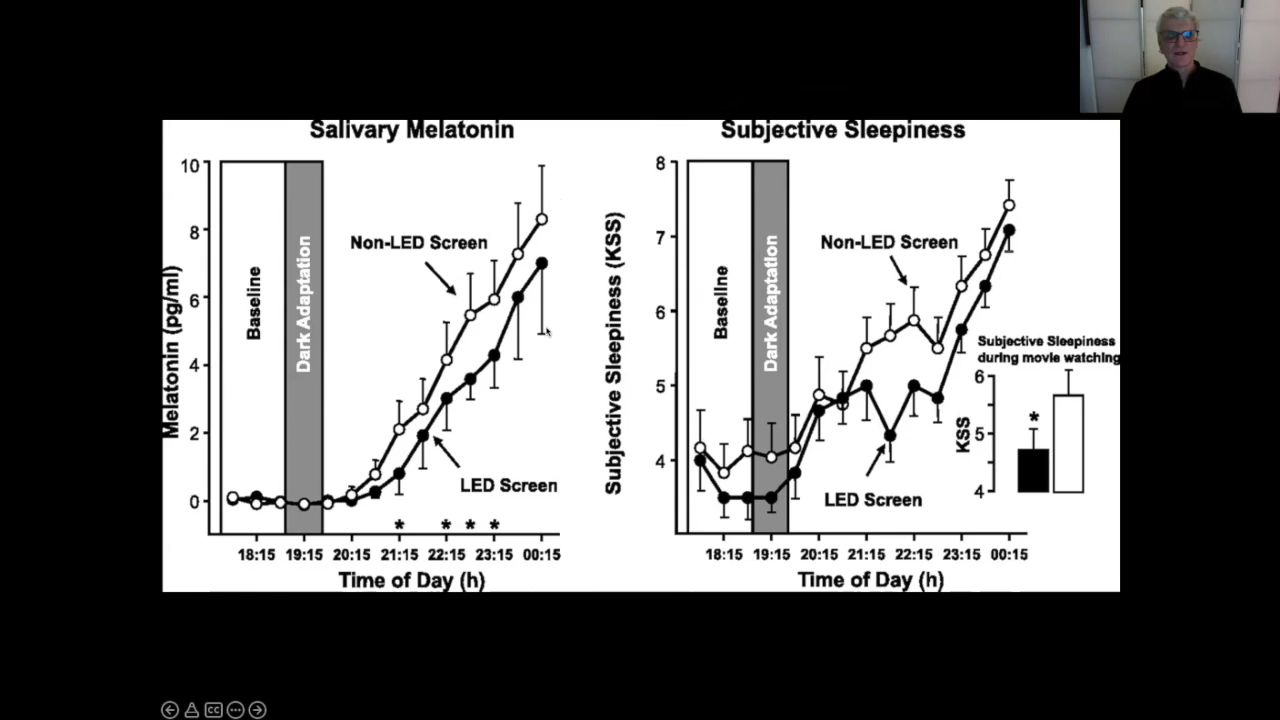 Salivary Melatonin
10
8
6
4
2
0
Melatonin (pg/ml)
Baseline
Dark Adaptation
Non-LED Screen
LED Screen
* * * *
18:15 19:15 20:15 21:15 22:15 23:15 00:15
Time of Day (h)
Subjective Sleepiness
8
7
6
5
4
Subjective Sleepiness (KSS)
Baseline
Dark Adaptation
Non-LED Screen
LED Screen
18:15 19:15 20:15 21:15 22:15 23:15 00:15
Time of Day (h)
Subjective Sleepiness
during movie watching
6
5
4
KSS
*
CC